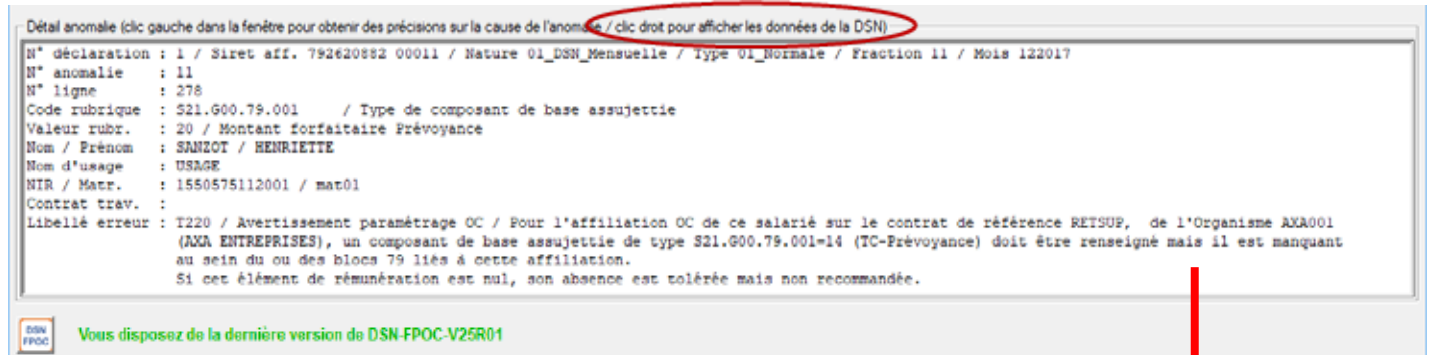 Détail anomalie (clic gauche dans la fenêtre pour obtenir des précisions sur la cause de l'anomalie / clic droit pour afficher les données de la DSN)
N° déclaration : 1 / Siret aff. 792620882 00011 / Nature 01_DSN_Mensuelle / Type 01_Normale / Fraction 11 / Mois 122017
N° anomalie : 11
N° ligne : 278
Code rubrique : S21.G00.79.001 / Type de composant de base assujettie
Valeur rubr. : 20 / Montant forfaitaire Prévoyance
Nom / Prénom : SANZOT / HENRIETTE
Nom d'usage : USAGE
NIR / Matr. : 1550575112001 / mat01
Contrat trav. :
Libellé erreur : T220 / Avertissement paramétrage OC / Pour l'affiliation OC de ce salarié sur le contrat de référence RETSUP, de l'Organisme AXA001
(AXA ENTREPRISES), un composant de base assujettie de type S21.G00.79.001=14 (TC-Prévoyance) doit être renseigné mais il est manquant
au sein du ou des blocs 79 liés á cette affiliation.
Si cet élément de rémunération est nul, son absence est tolérée mais non recommandée.
DSN
FPOC
Vous disposez de la dernière version de DSN-FPOC-V25R01